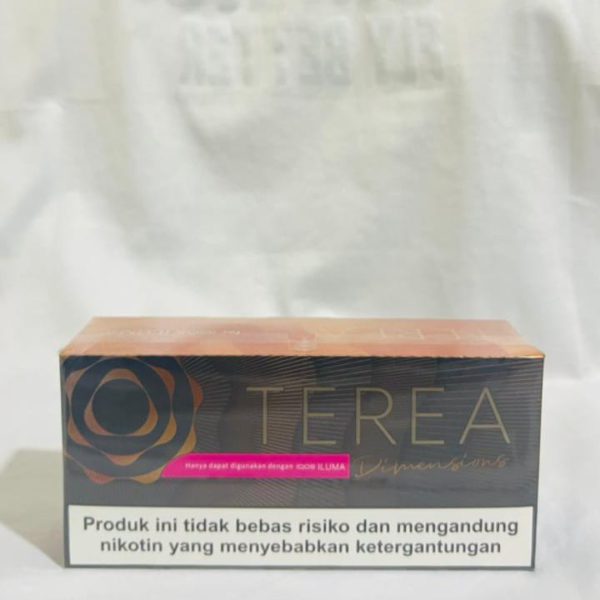 TEREA
Hanya dapat digunakan dengan IQOS ILUMA
Dimensions
Produk ini tidak bebas risiko dan mengandung
nikotin yang menyebabkan ketergantungan